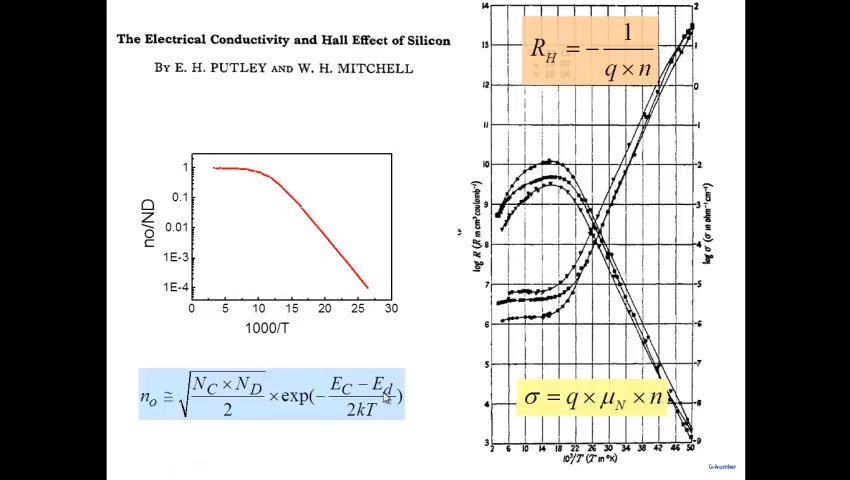 The Electrical Conductivity and Hall Effect of Silicon
BY E. H. PUTLEY AND W. H. MITCHELL
no/ND
1
0.1
0.01
1E-3
1E-4
0 5 10 15 20 25 30
1000/T
n_o ≅ √(N_C × N_D / 2) × exp(− (E_C − E_d) / 2kT)
R_H = − 1 / (q × n)
14
13
12
11
10
9
8
7
6
5
4
3
log R (R in cm³ coulomb⁻¹)
2
1
0
-1
-2
-3
-4
-5
-6
-7
-8
-9
log σ (σ in ohm⁻¹ cm⁻¹)
σ = q × μ_N × n
2 6 10 14 18 22 26 30 34 38 42 46 50
10³/T (T in °K)
G-Number